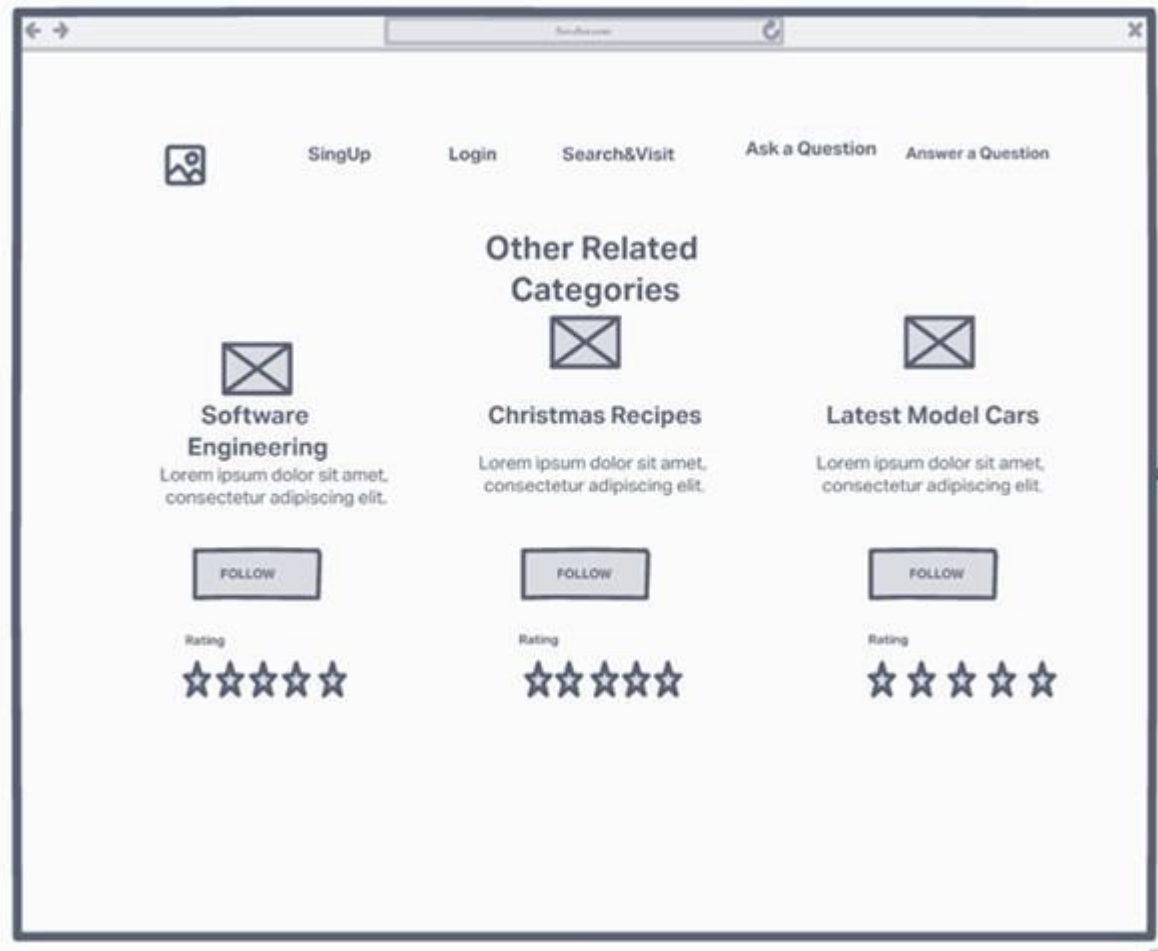 SingUp
Login
Search&Visit
Ask a Question
Answer a Question
Other Related
Categories
Software
Engineering
Lorem ipsum dolor sit amet,
consectetur adipiscing elit.
FOLLOW
Rating
Christmas Recipes
Lorem ipsum dolor sit amet,
consectetur adipiscing elit.
FOLLOW
Rating
Latest Model Cars
Lorem ipsum dolor sit amet,
consectetur adipiscing elit.
FOLLOW
Rating